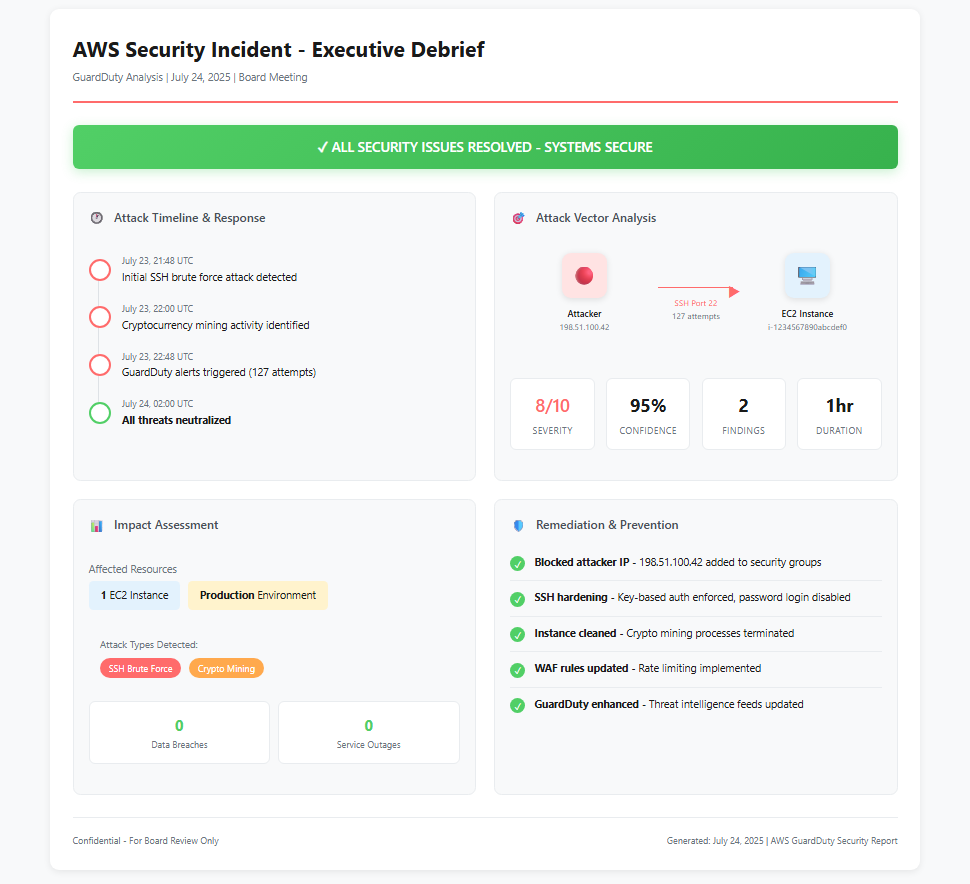 AWS Security Incident - Executive Debrief
GuardDuty Analysis | July 24, 2025 | Board Meeting
✓ ALL SECURITY ISSUES RESOLVED - SYSTEMS SECURE
Attack Timeline & Response
July 23, 21:48 UTC
Initial SSH brute force attack detected
July 23, 22:00 UTC
Cryptocurrency mining activity identified
July 23, 22:48 UTC
GuardDuty alerts triggered (127 attempts)
July 24, 02:00 UTC
All threats neutralized
Attack Vector Analysis
Attacker
198.51.100.42
SSH Port 22
127 attempts
EC2 Instance
i-1234567890abcdef0
8/10
SEVERITY
95%
CONFIDENCE
2
FINDINGS
1hr
DURATION
Impact Assessment
Affected Resources
1 EC2 Instance
Production Environment
Attack Types Detected:
SSH Brute Force
Crypto Mining
0
Data Breaches
0
Service Outages
Remediation & Prevention
Blocked attacker IP - 198.51.100.42 added to security groups
SSH hardening - Key-based auth enforced, password login disabled
Instance cleaned - Crypto mining processes terminated
WAF rules updated - Rate limiting implemented
GuardDuty enhanced - Threat intelligence feeds updated
Confidential - For Board Review Only
Generated: July 24, 2025 | AWS GuardDuty Security Report